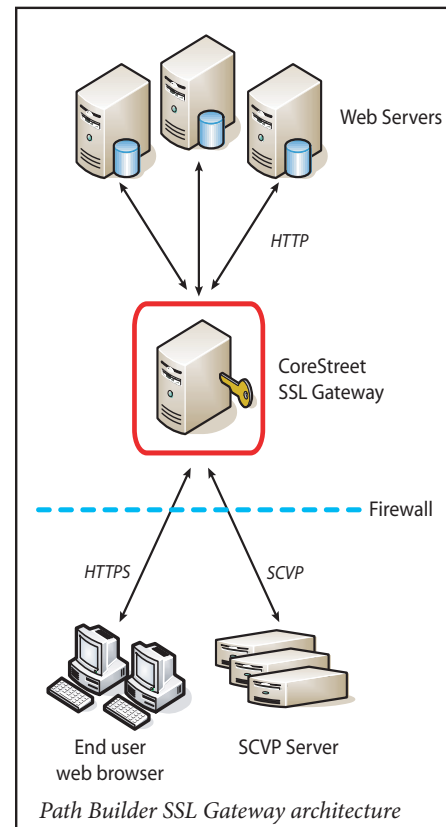 Web Servers
HTTP
CoreStreet
SSL Gateway
Firewall
HTTPS
SCVP
End user
web browser
SCVP Server
Path Builder SSL Gateway architecture